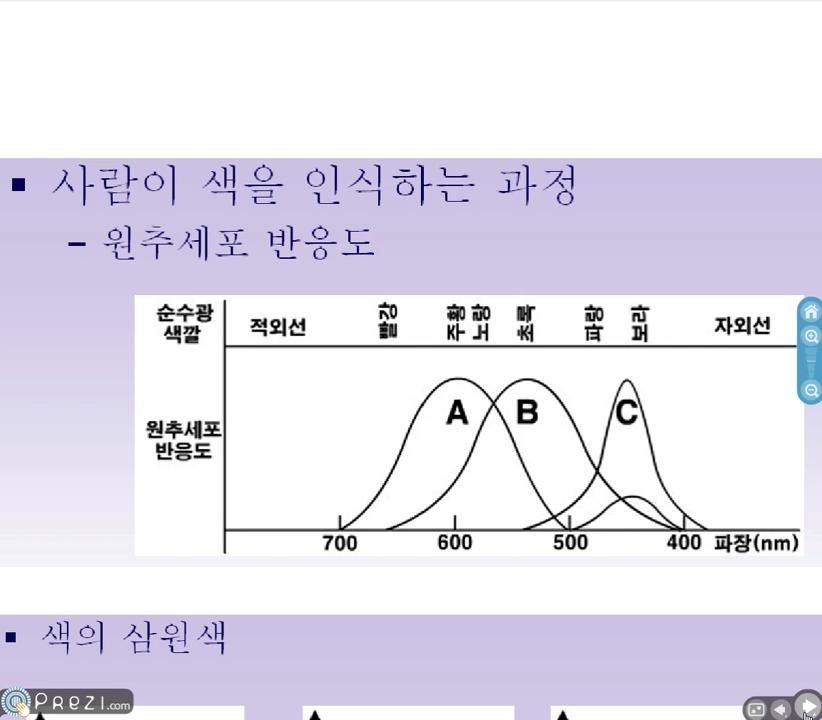 사람이 색을 인식하는 과정
원추세포 반응도
순수광
색깔
적외선
빨강
주황
노랑
초록
파랑
보라
자외선
원추세포
반응도
A
B
C
700
600
500
400
파장(nm)
색의 삼원색
PREZI.com